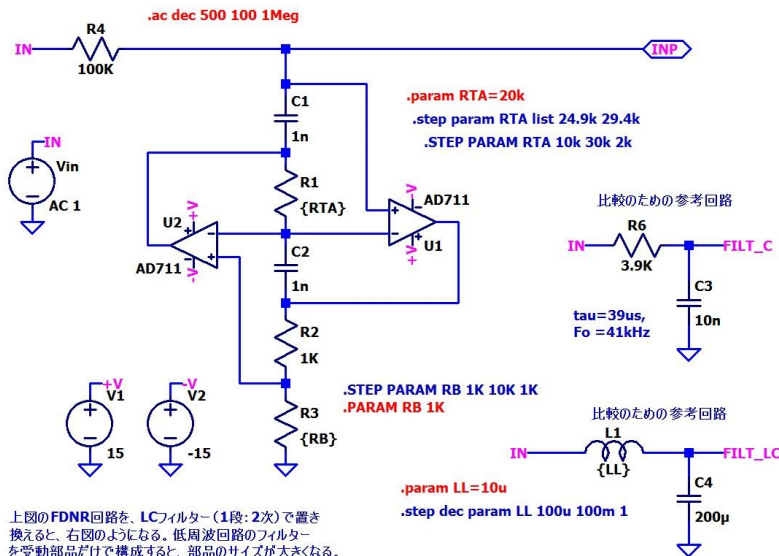 .ac dec 500 100 1Meg
IN
R4
100K
INP
C1
1n
.param RTA=20k
.step param RTA list 24.9k 29.4k
.STEP PARAM RTA 10k 30k 2k
IN
Vin
AC 1
R1
{RTA}
+V
U2
AD711
-V
-V
AD711
U1
+V
C2
1n
比較のための参考回路
IN
R6
3.9K
FILT_C
C3
10n
tau=39us,
Fo =41kHz
R2
1K
R3
{RB}
.STEP PARAM RB 1K 10K 1K
.PARAM RB 1K
+V
V1
15
-V
V2
-15
比較のための参考回路
IN
L1
{LL}
FILT_LC
C4
200µ
.param LL=10u
.step dec param LL 100u 100m 1
上図のFDNR回路を、LCフィルター(1段:2次)で置き
換えると、右図のようになる。低周波回路のフィルター
を受動部品だけで構成すると、部品のサイズが大きくなる。